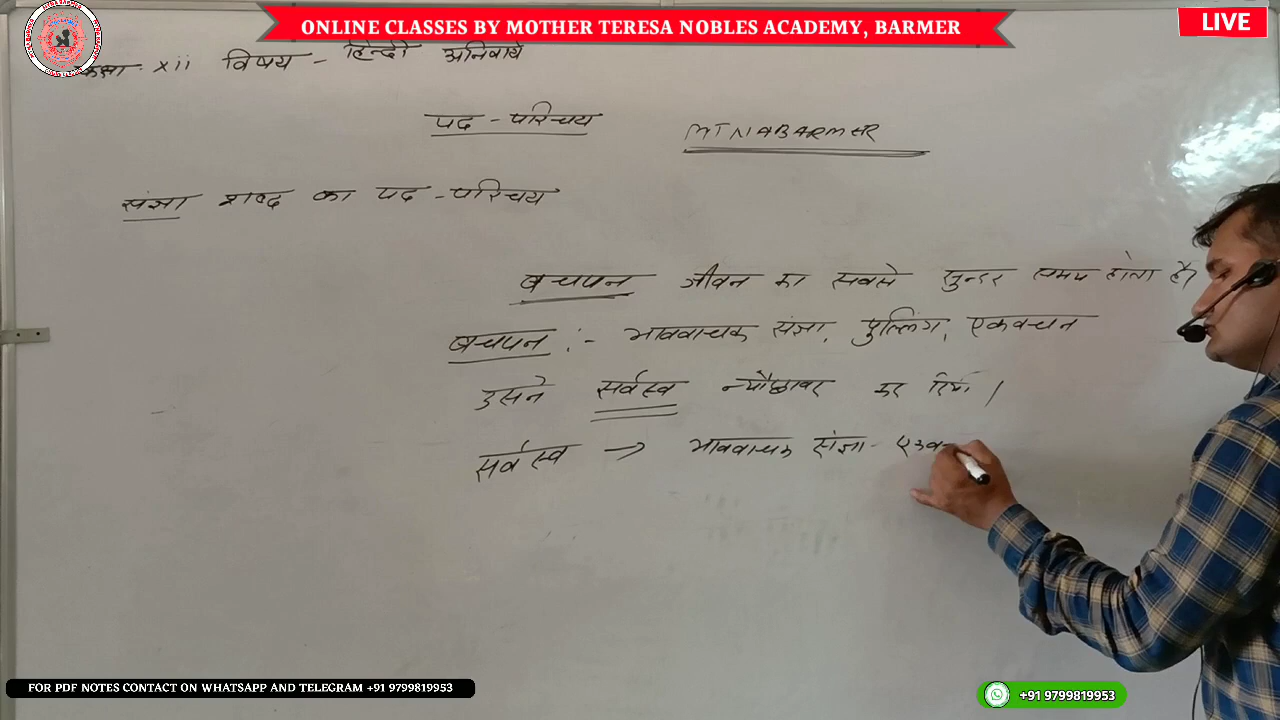 ONLINE CLASSES BY MOTHER TERESA NOBLES ACADEMY, BARMER
LIVE
कक्षा - xii विषय - हिन्दी अनिवार्य
पद - परिचय
MTNABARMER
संज्ञा शब्द का पद - परिचय
बचपन जीवन का सबसे सुन्दर समय होता है।
बचपन :- भाववाचक संज्ञा, पुल्लिंग, एकवचन
उसने सर्वस्व न्यौछावर कर दिया।
सर्वस्व → भाववाचक संज्ञा - एकव
FOR PDF NOTES CONTACT ON WHATSAPP AND TELEGRAM +91 9799819953
+91 9799819953